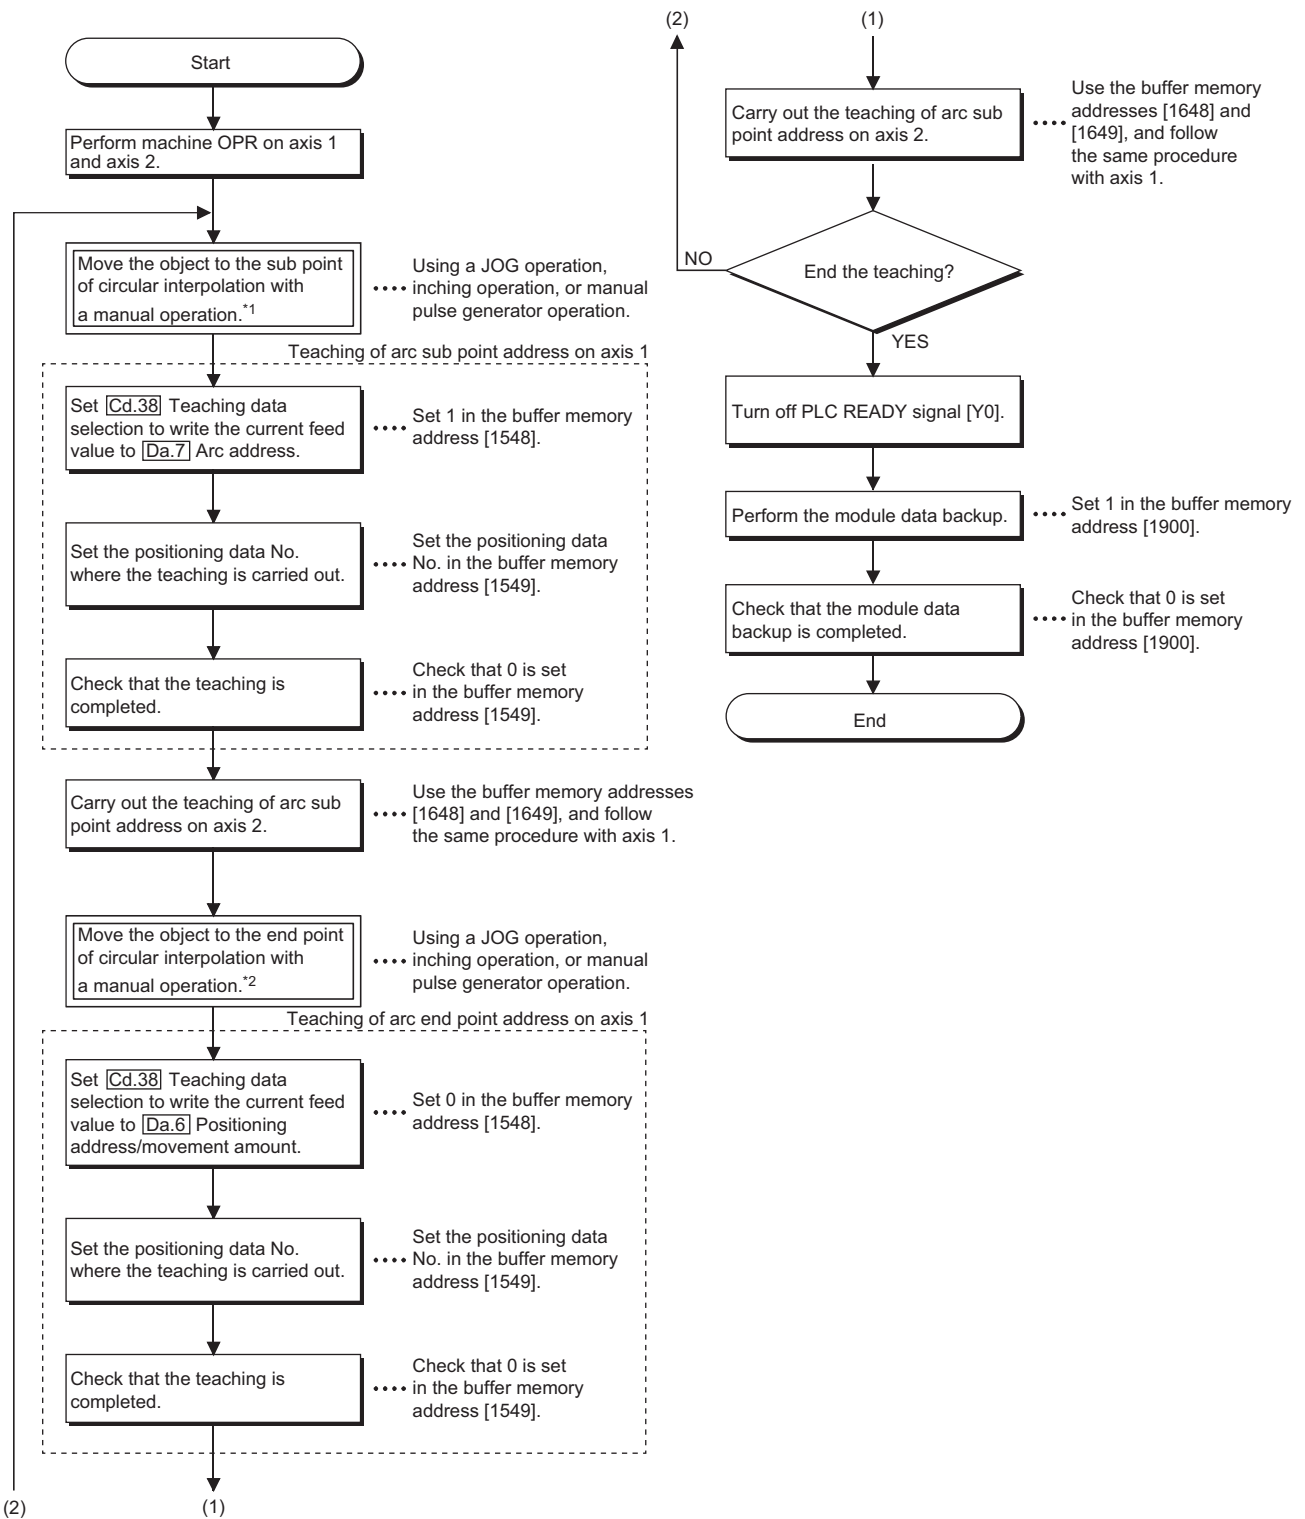 Start
Perform machine OPR on axis 1
and axis 2.
Move the object to the sub point
of circular interpolation with
a manual operation.*1
Using a JOG operation,
inching operation, or manual
pulse generator operation.
Teaching of arc sub point address on axis 1
Set Cd.38 Teaching data
selection to write the current feed
value to Da.7 Arc address.
Set 1 in the buffer memory
address [1548].
Set the positioning data No.
where the teaching is carried out.
Set the positioning data
No. in the buffer memory
address [1549].
Check that the teaching is
completed.
Check that 0 is set
in the buffer memory
address [1549].
Carry out the teaching of arc sub
point address on axis 2.
Use the buffer memory addresses
[1648] and [1649], and follow
the same procedure with axis 1.
Move the object to the end point
of circular interpolation with
a manual operation.*2
Using a JOG operation,
inching operation, or manual
pulse generator operation.
Teaching of arc end point address on axis 1
Set Cd.38 Teaching data
selection to write the current feed
value to Da.6 Positioning
address/movement amount.
Set 0 in the buffer memory
address [1548].
Set the positioning data No.
where the teaching is carried out.
Set the positioning data
No. in the buffer memory
address [1549].
Check that the teaching is
completed.
Check that 0 is set
in the buffer memory
address [1549].
(2)
(1)
(2)
(1)
Carry out the teaching of arc sub
point address on axis 2.
Use the buffer memory
addresses [1648] and
[1649], and follow
the same procedure
with axis 1.
NO
End the teaching?
YES
Turn off PLC READY signal [Y0].
Perform the module data backup.
Set 1 in the buffer memory
address [1900].
Check that the module data
backup is completed.
Check that 0 is set
in the buffer memory
address [1900].
End